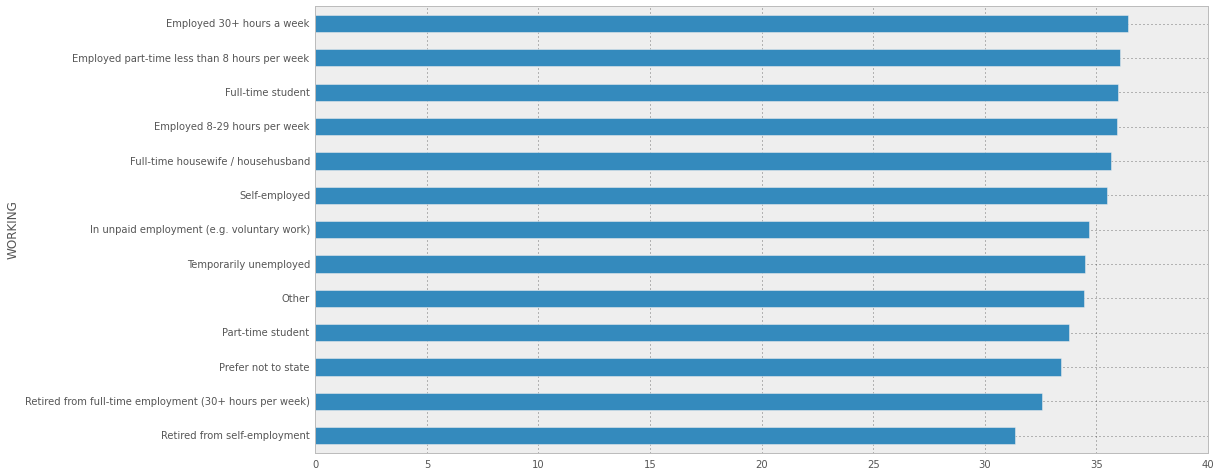 WORKING
Employed 30+ hours a week
Employed part-time less than 8 hours per week
Full-time student
Employed 8-29 hours per week
Full-time housewife / househusband
Self-employed
In unpaid employment (e.g. voluntary work)
Temporarily unemployed
Other
Part-time student
Prefer not to state
Retired from full-time employment (30+ hours per week)
Retired from self-employment
0 5 10 15 20 25 30 35 40